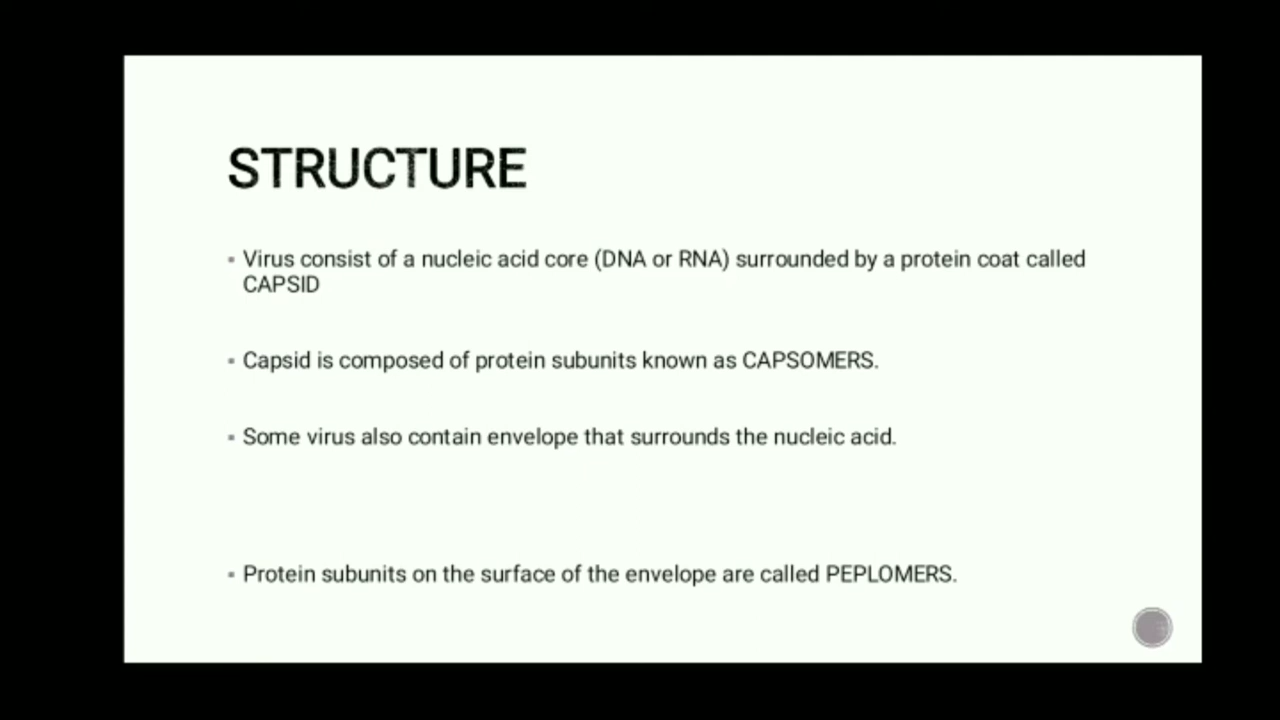 STRUCTURE
▪ Virus consist of a nucleic acid core (DNA or RNA) surrounded by a protein coat called
CAPSID
▪ Capsid is composed of protein subunits known as CAPSOMERS.
▪ Some virus also contain envelope that surrounds the nucleic acid.
▪ Protein subunits on the surface of the envelope are called PEPLOMERS.